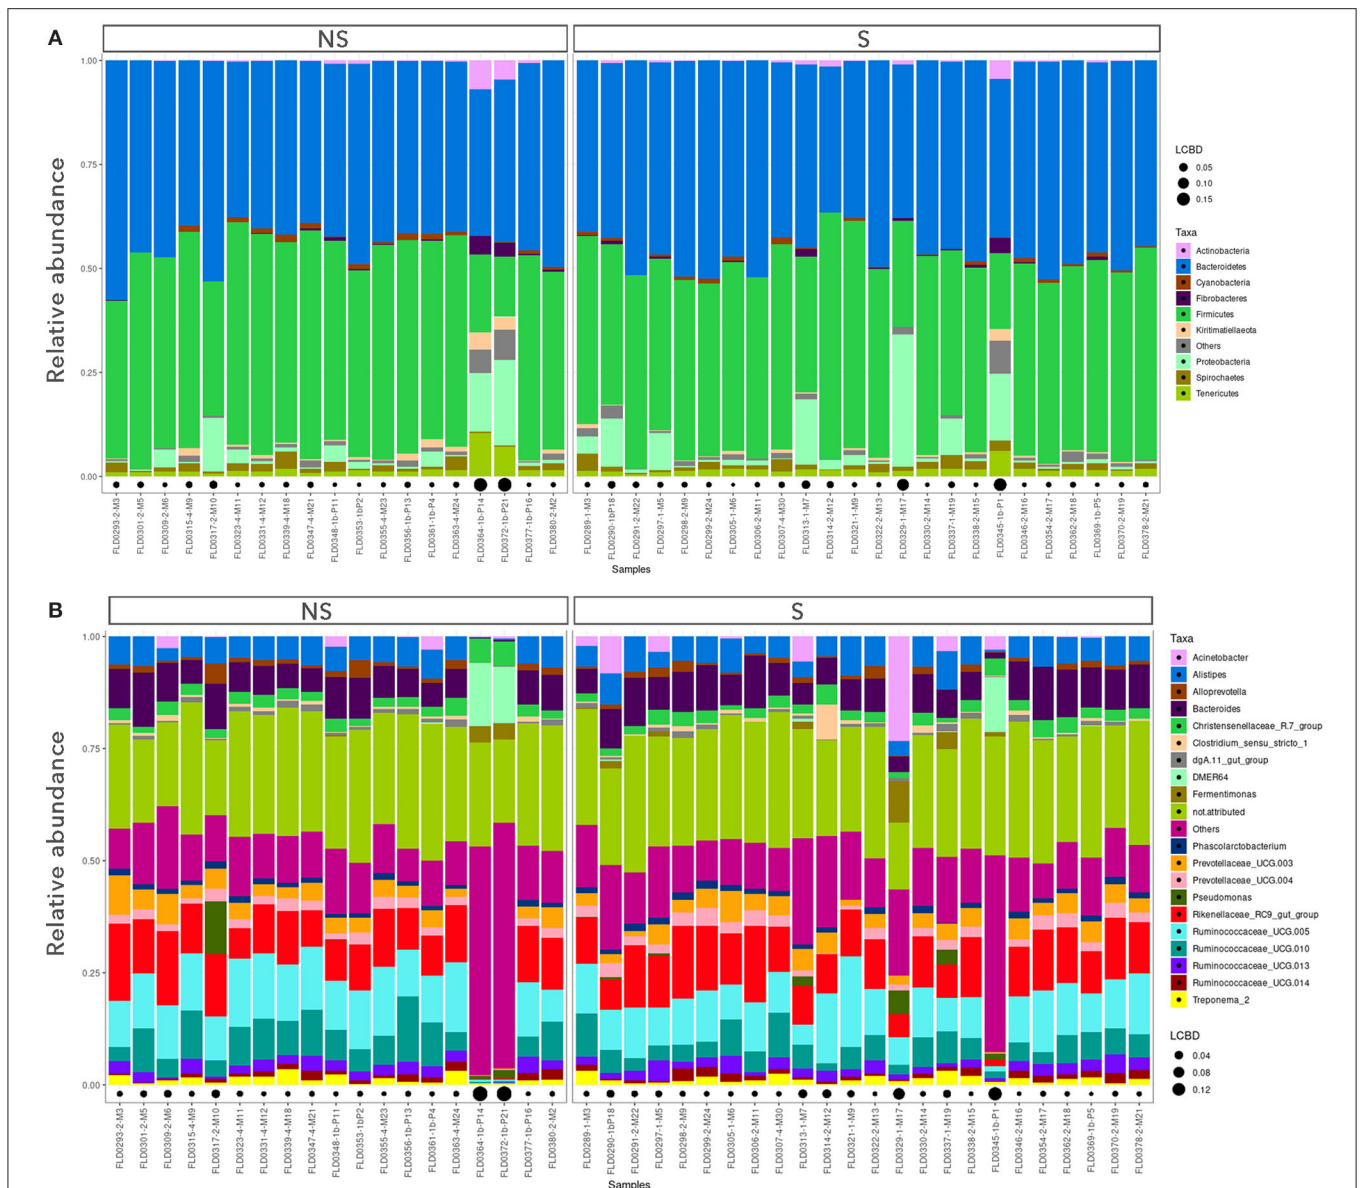 A
NS
S
Relative abundance
1.00
0.75
0.50
0.25
0.00
FLD0293-2-M3
FLD0301-2-M5
FLD0309-2-M6
FLD0315-4-M9
FLD0317-2-M10
FLD0323-4-M11
FLD0331-4-M12
FLD0339-4-M18
FLD0347-4-M21
FLD0348-1b-P11
FLD0353-1bP2
FLD0355-4-M23
FLD0356-1b-P13
FLD0361-1b-P4
FLD0363-4-M24
FLD0364-1b-P14
FLD0372-1b-P21
FLD0377-1b-P16
FLD0380-2-M2
FLD0289-1-M3
FLD0290-1bP18
FLD0291-2-M22
FLD0297-1-M5
FLD0298-2-M9
FLD0299-2-M24
FLD0305-1-M6
FLD0306-2-M11
FLD0307-4-M30
FLD0313-1-M7
FLD0314-2-M12
FLD0321-1-M9
FLD0322-2-M13
FLD0329-1-M17
FLD0330-2-M14
FLD0337-1-M19
FLD0338-2-M15
FLD0345-1b-P1
FLD0346-2-M16
FLD0354-2-M17
FLD0362-2-M18
FLD0369-1b-P5
FLD0370-2-M19
FLD0378-2-M21
Samples
LCBD
0.05
0.10
0.15
Taxa
Actinobacteria
Bacteroidetes
Cyanobacteria
Fibrobacteres
Firmicutes
Kiritimatiellaeota
Others
Proteobacteria
Spirochaetes
Tenericutes
B
NS
S
Relative abundance
1.00
0.75
0.50
0.25
0.00
FLD0293-2-M3
FLD0301-2-M5
FLD0309-2-M6
FLD0315-4-M9
FLD0317-2-M10
FLD0323-4-M11
FLD0331-4-M12
FLD0339-4-M18
FLD0347-4-M21
FLD0348-1b-P11
FLD0353-1bP2
FLD0355-4-M23
FLD0356-1b-P13
FLD0361-1b-P4
FLD0363-4-M24
FLD0364-1b-P14
FLD0372-1b-P21
FLD0377-1b-P16
FLD0380-2-M2
FLD0289-1-M3
FLD0290-1bP18
FLD0291-2-M22
FLD0297-1-M5
FLD0298-2-M9
FLD0299-2-M24
FLD0305-1-M6
FLD0306-2-M11
FLD0307-4-M30
FLD0313-1-M7
FLD0314-2-M12
FLD0321-1-M9
FLD0322-2-M13
FLD0329-1-M17
FLD0330-2-M14
FLD0337-1-M19
FLD0338-2-M15
FLD0345-1b-P1
FLD0346-2-M16
FLD0354-2-M17
FLD0362-2-M18
FLD0369-1b-P5
FLD0370-2-M19
FLD0378-2-M21
Samples
Taxa
Acinetobacter
Alistipes
Alloprevotella
Bacteroides
Christensenellaceae_R.7_group
Clostridium_sensu_stricto_1
dgA.11_gut_group
DMER64
Fermentimonas
not.attributed
Others
Phascolarctobacterium
Prevotellaceae_UCG.003
Prevotellaceae_UCG.004
Pseudomonas
Rikenellaceae_RC9_gut_group
Ruminococcaceae_UCG.005
Ruminococcaceae_UCG.010
Ruminococcaceae_UCG.013
Ruminococcaceae_UCG.014
Treponema_2
LCBD
0.04
0.08
0.12